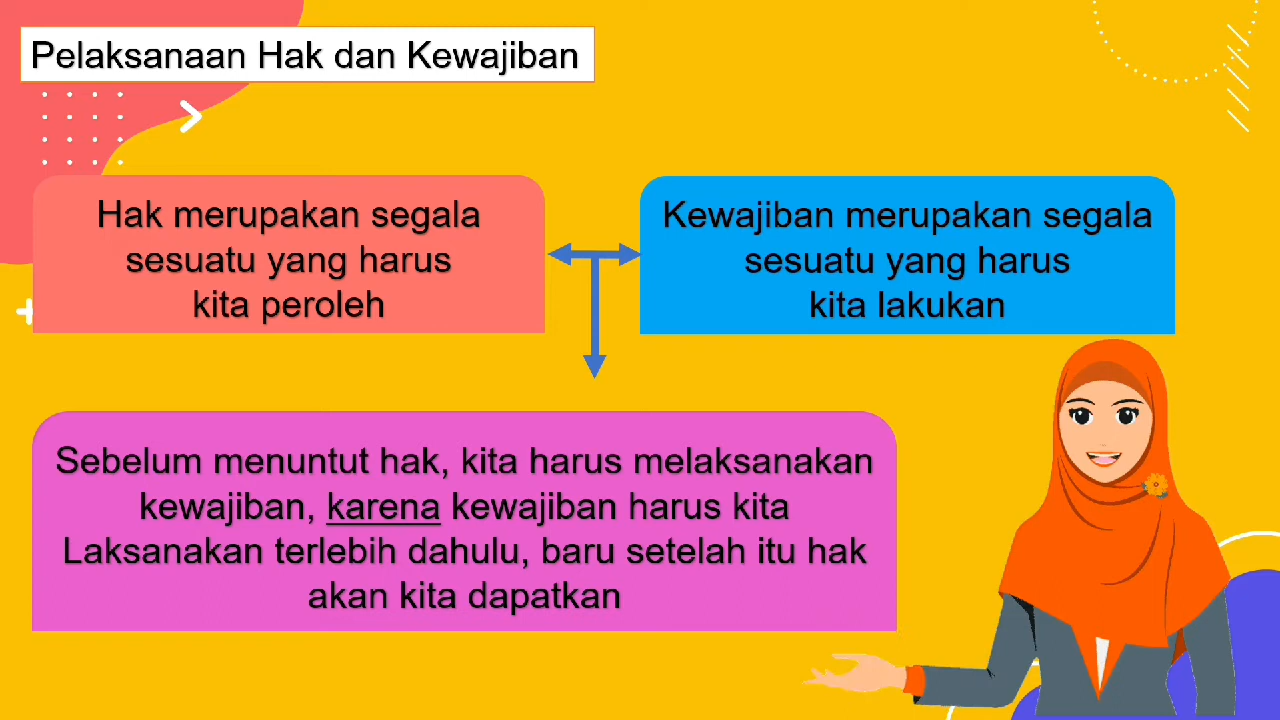 Pelaksanaan Hak dan Kewajiban
Hak merupakan segala
sesuatu yang harus
kita peroleh
Kewajiban merupakan segala
sesuatu yang harus
kita lakukan
Sebelum menuntut hak, kita harus melaksanakan
kewajiban, karena kewajiban harus kita
Laksanakan terlebih dahulu, baru setelah itu hak
akan kita dapatkan